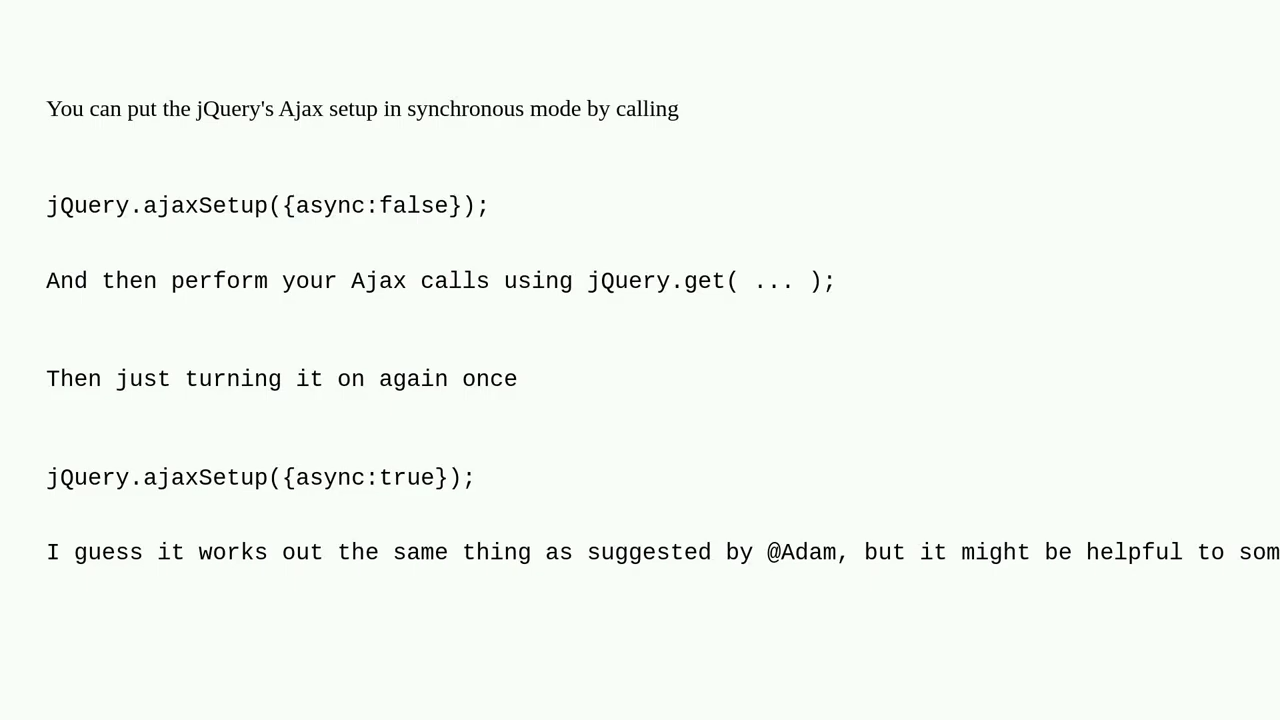 You can put the jQuery's Ajax setup in synchronous mode by calling
jQuery.ajaxSetup({async:false});
And then perform your Ajax calls using jQuery.get( ... );
Then just turning it on again once
jQuery.ajaxSetup({async:true});
I guess it works out the same thing as suggested by @Adam, but it might be helpful to